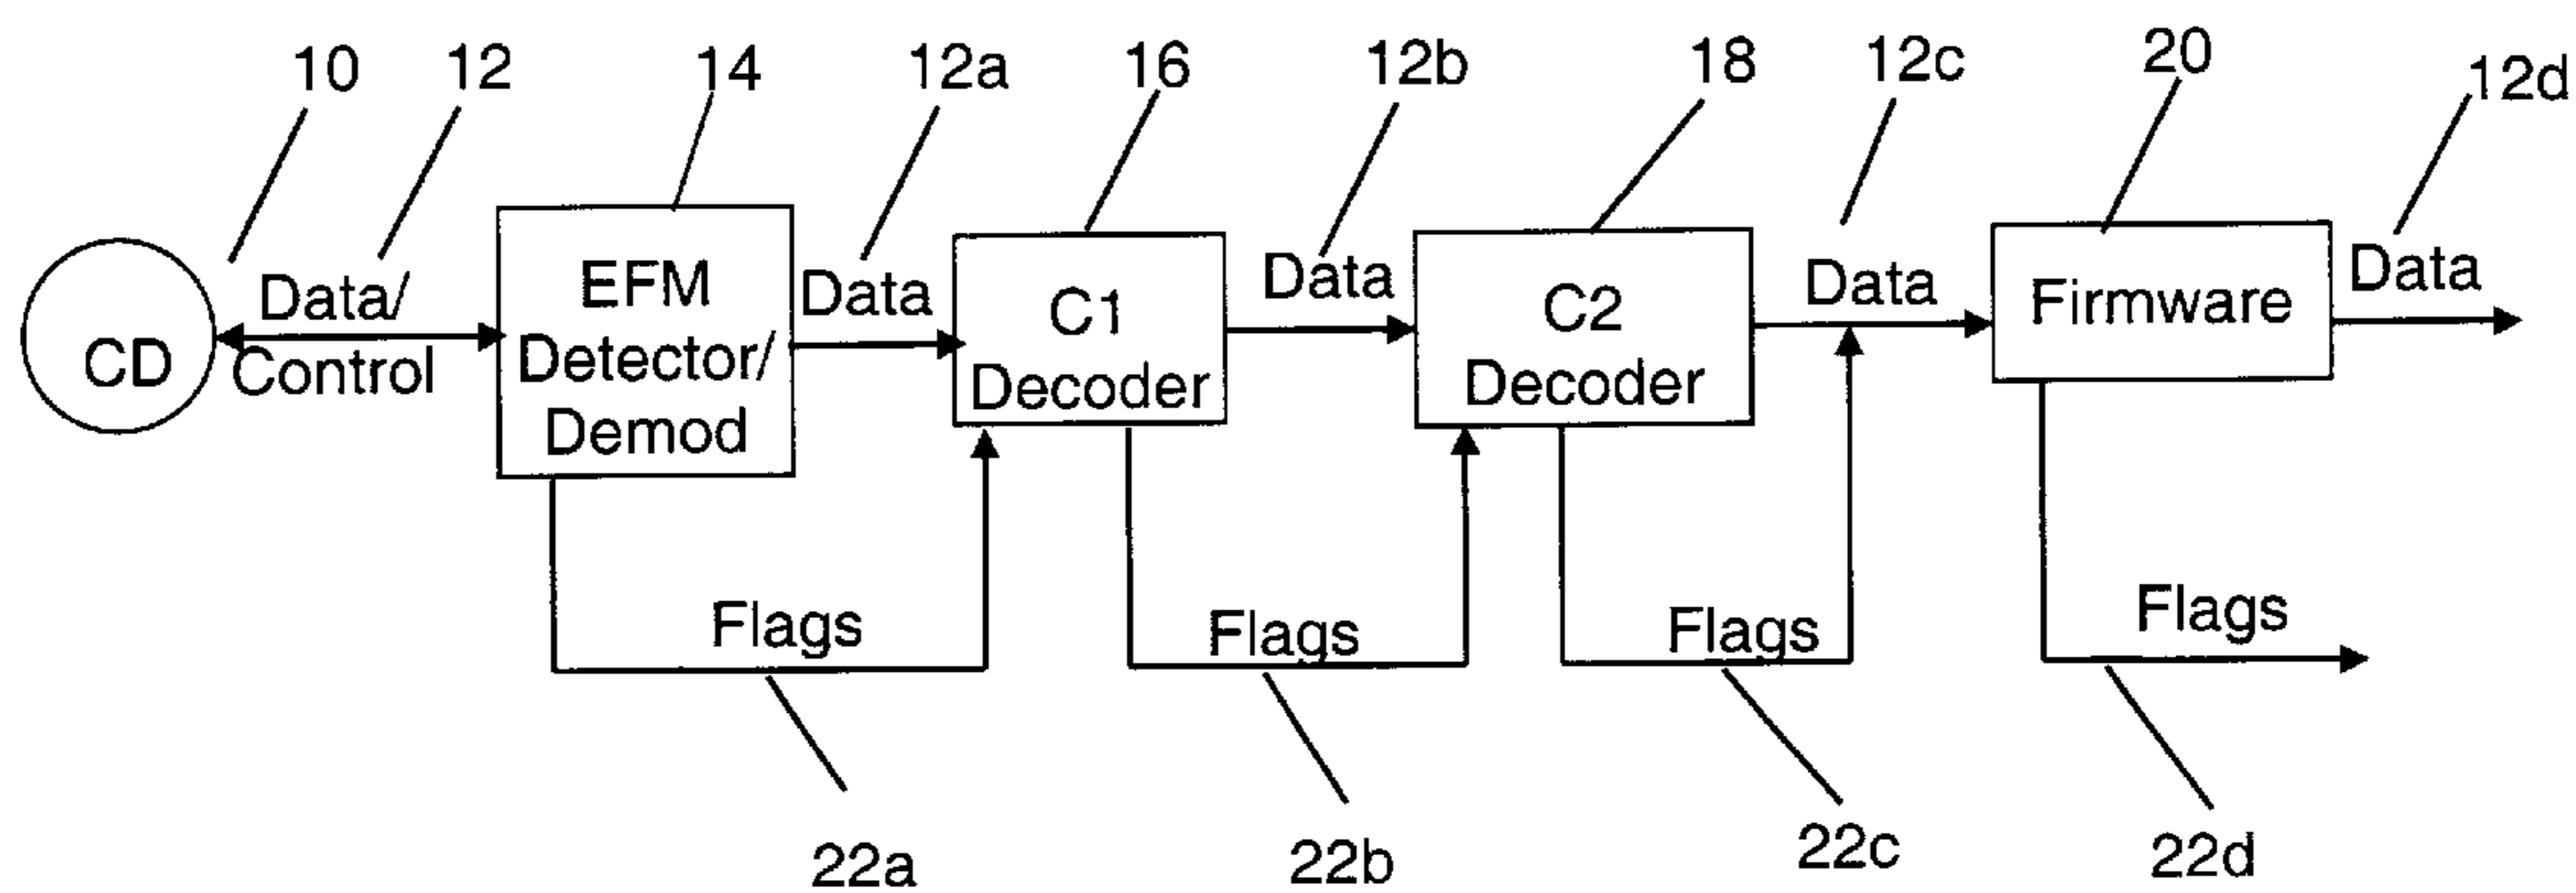 10
12
14
12a
16
12b
18
12c
20
12d
CD
Data/
Control
EFM
Detector/
Demod
Data
C1
Decoder
Data
C2
Decoder
Data
Firmware
Data
Flags
Flags
Flags
Flags
22a
22b
22c
22d